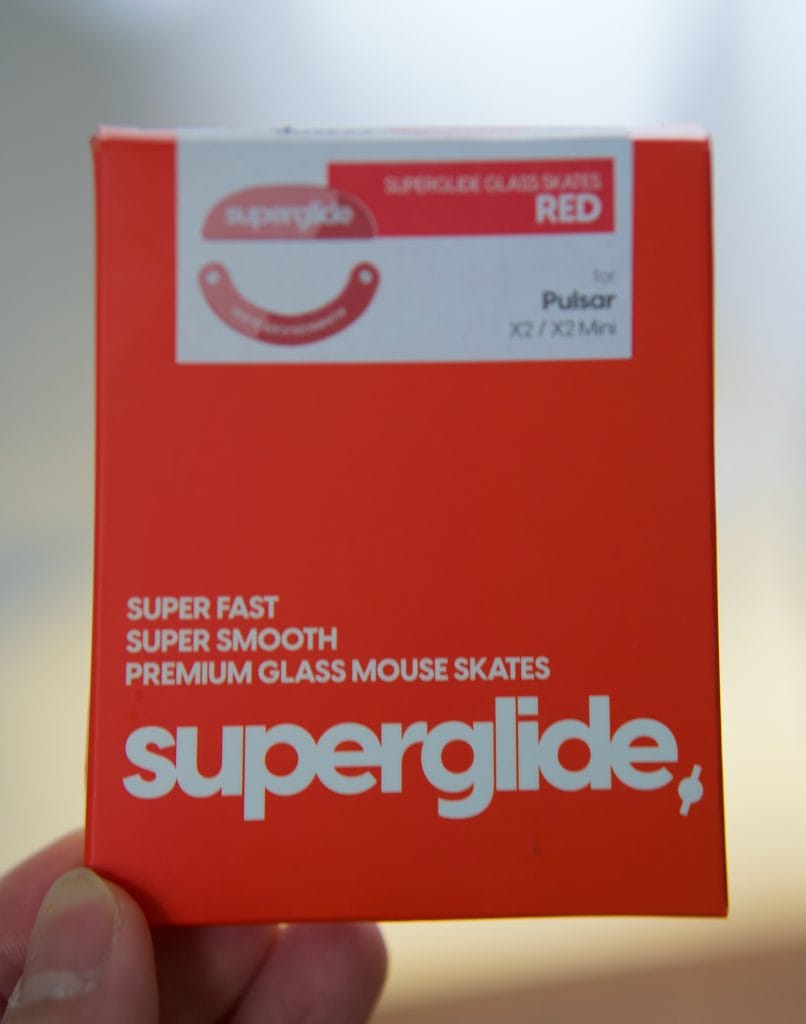 SUPERGLIDE GLASS SKATES
RED
superglide
for
Pulsar
X2 / X2 Mini
SUPER FAST
SUPER SMOOTH
PREMIUM GLASS MOUSE SKATES
superglide